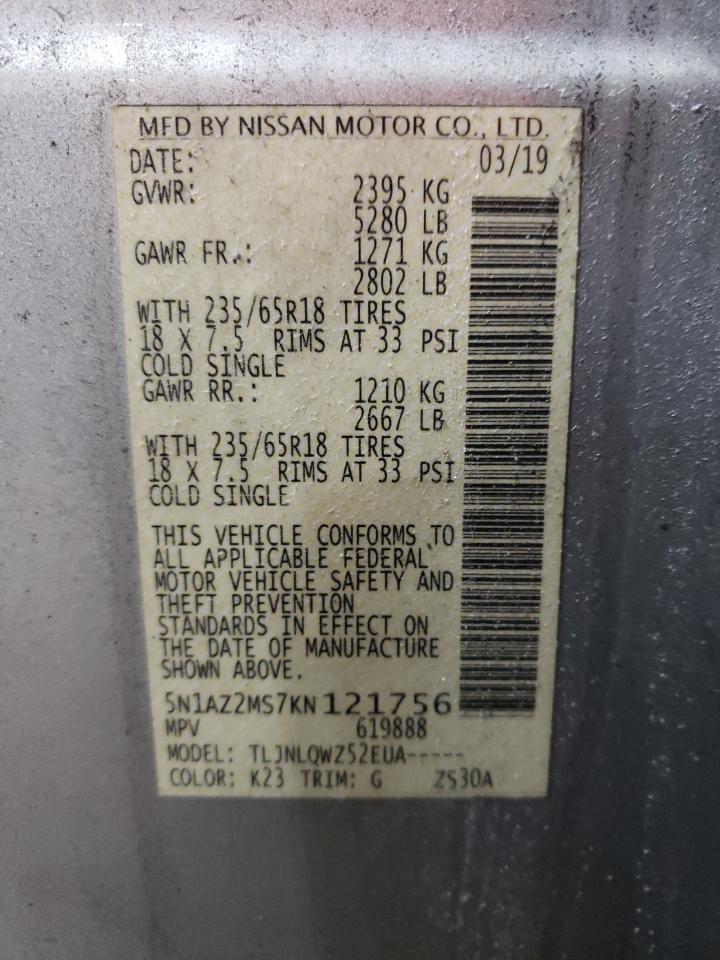 MFD BY NISSAN MOTOR CO., LTD.
DATE: 03/19
GVWR: 2395 KG
5280 LB
GAWR FR.: 1271 KG
2802 LB
WITH 235/65R18 TIRES
18 X 7.5 RIMS AT 33 PSI
COLD SINGLE
GAWR RR.: 1210 KG
2667 LB
WITH 235/65R18 TIRES
18 X 7.5 RIMS AT 33 PSI
COLD SINGLE
THIS VEHICLE CONFORMS TO
ALL APPLICABLE FEDERAL
MOTOR VEHICLE SAFETY AND
THEFT PREVENTION
STANDARDS IN EFFECT ON
THE DATE OF MANUFACTURE
SHOWN ABOVE.
5N1AZ2MS7KN121756
MPV 619888
MODEL: TLJNLQWZ52EUA-----
COLOR: K23 TRIM: G ZS30A